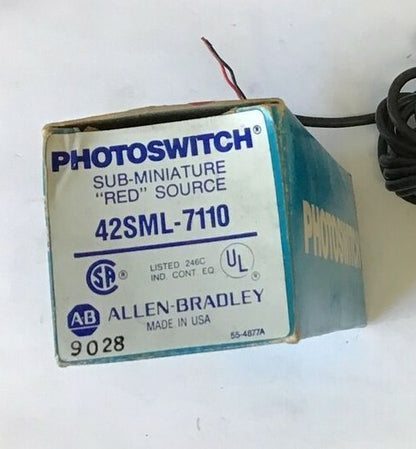 PHOTOSWITCH®
SUB-MINIATURE
"RED" SOURCE
42SML-7110
SA ®
LISTED 246C
IND. CONT. EQ.
UL ®
AB ALLEN-BRADLEY
MADE IN USA
9028
55-4877A
PHOTOSWITCH